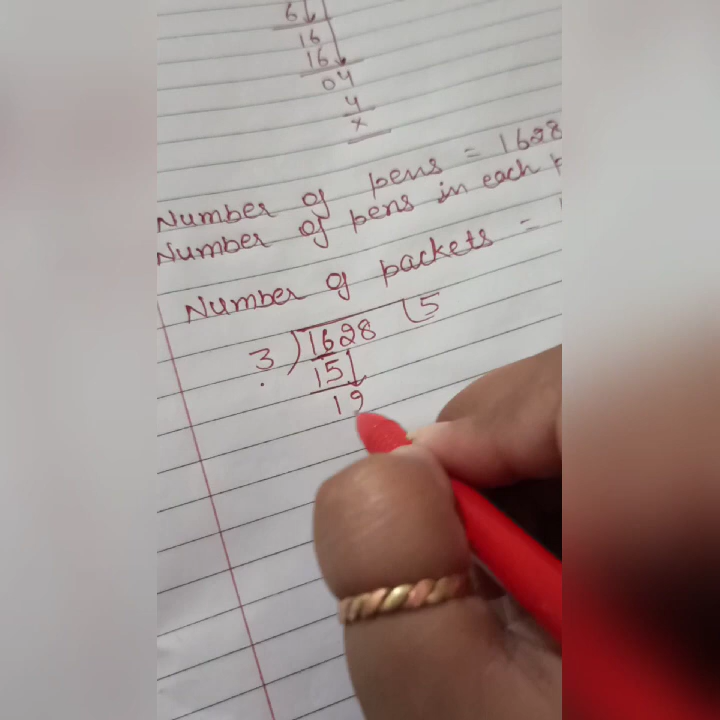 6
16
16
04
4
x
Number of pens = 1628
Number of pens in each
Number of packets =
3 ) 1628 ( 5
15
19